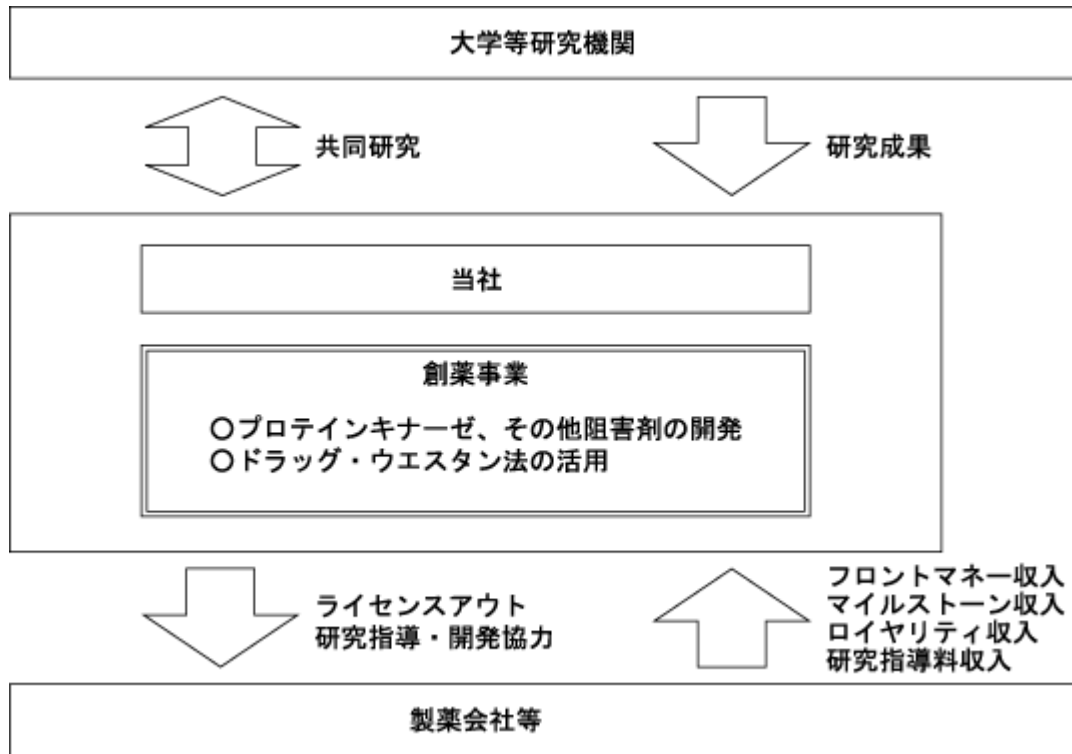 大学等研究機関
共同研究
研究成果
当社
創薬事業
○プロテインキナーゼ、その他阻害剤の開発
○ドラッグ・ウエスタン法の活用
ライセンスアウト
研究指導・開発協力
フロントマネー収入
マイルストーン収入
ロイヤリティ収入
研究指導料収入
製薬会社等